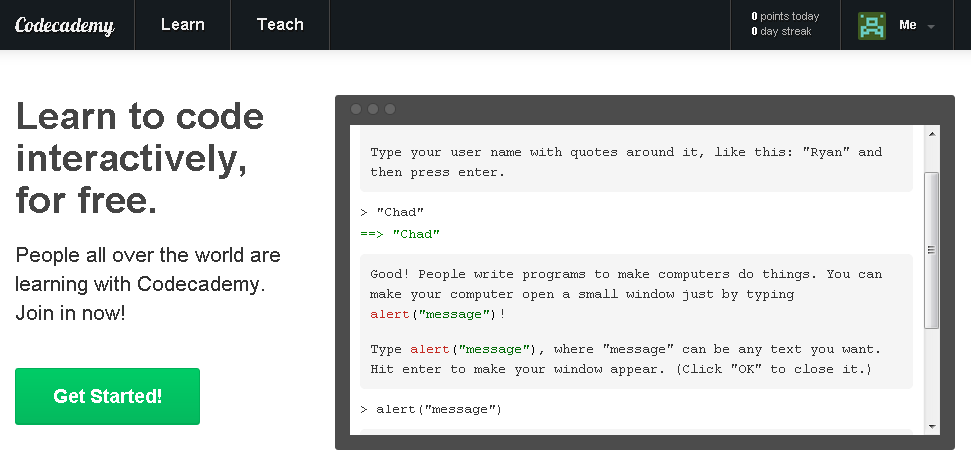 Codecademy
Learn
Teach
0 points today
0 day streak
Me
Learn to code
interactively,
for free.
People all over the world are
learning with Codecademy.
Join in now!
Get Started!
Type your user name with quotes around it, like this: "Ryan" and
then press enter.
> "Chad"
==> "Chad"
Good! People write programs to make computers do things. You can
make your computer open a small window just by typing
alert("message")!
Type alert("message"), where "message" can be any text you want.
Hit enter to make your window appear. (Click "OK" to close it.)
> alert("message")